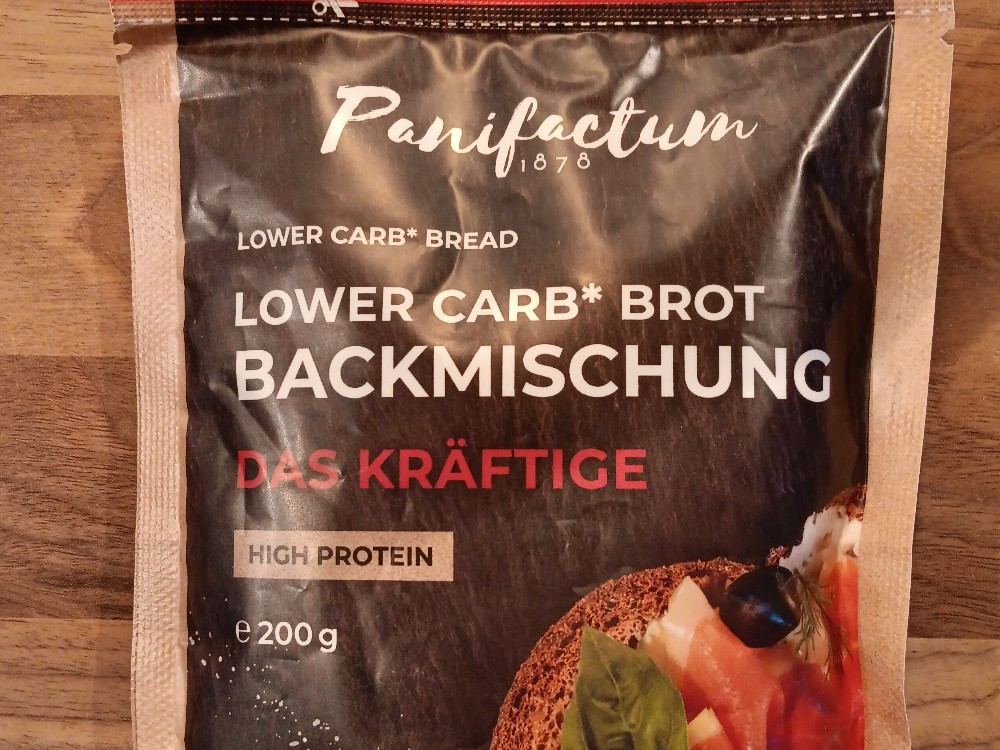 Panifactum
1878
LOWER CARB* BREAD
LOWER CARB* BROT
BACKMISCHUNG
DAS KRÄFTIGE
HIGH PROTEIN
℮ 200 g